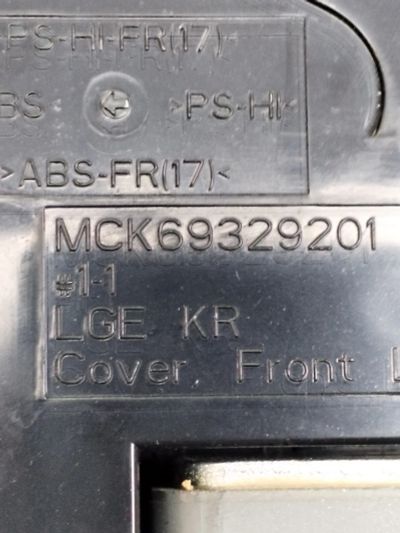 PS-HI-FR(17)<
BS< >PS-HI<
>ABS-FR(17)<
MCK69329201
#1-1
LGE KR
Cover Front L